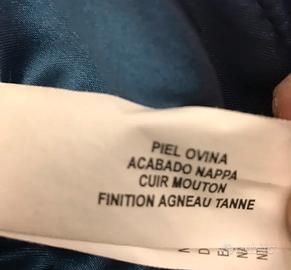 PIEL OVINA
ACABADO NAPPA
CUIR MOUTON
FINITION AGNEAU TANNE